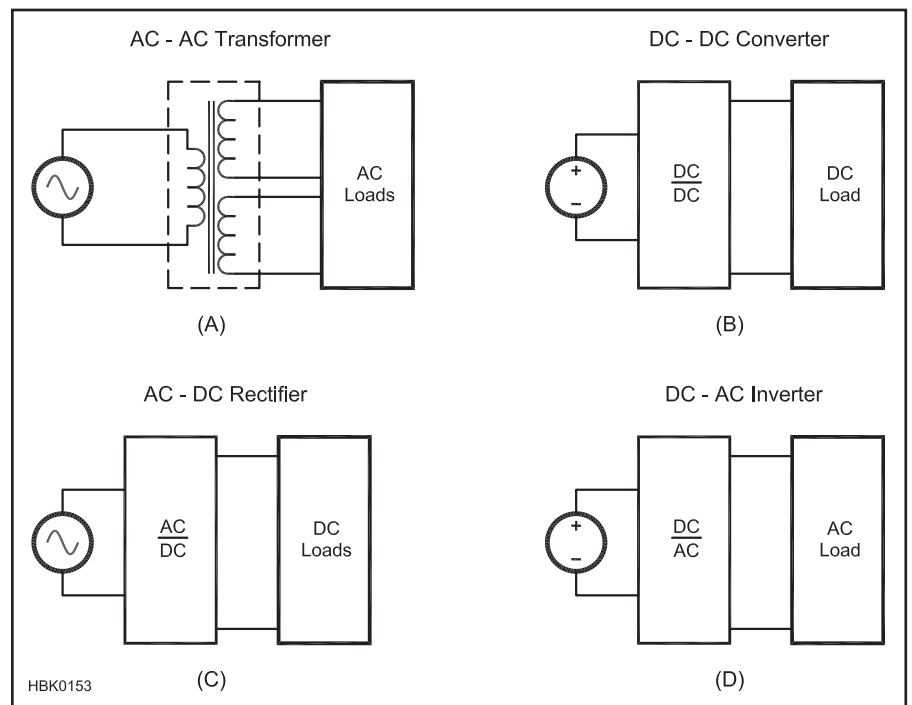 AC - AC Transformer
DC - DC Converter
AC
Loads
+
−
DC
DC
DC
Load
(A)
(B)
AC - DC Rectifier
DC - AC Inverter
AC
DC
DC
Loads
+
−
DC
AC
AC
Load
HBK0153
(C)
(D)